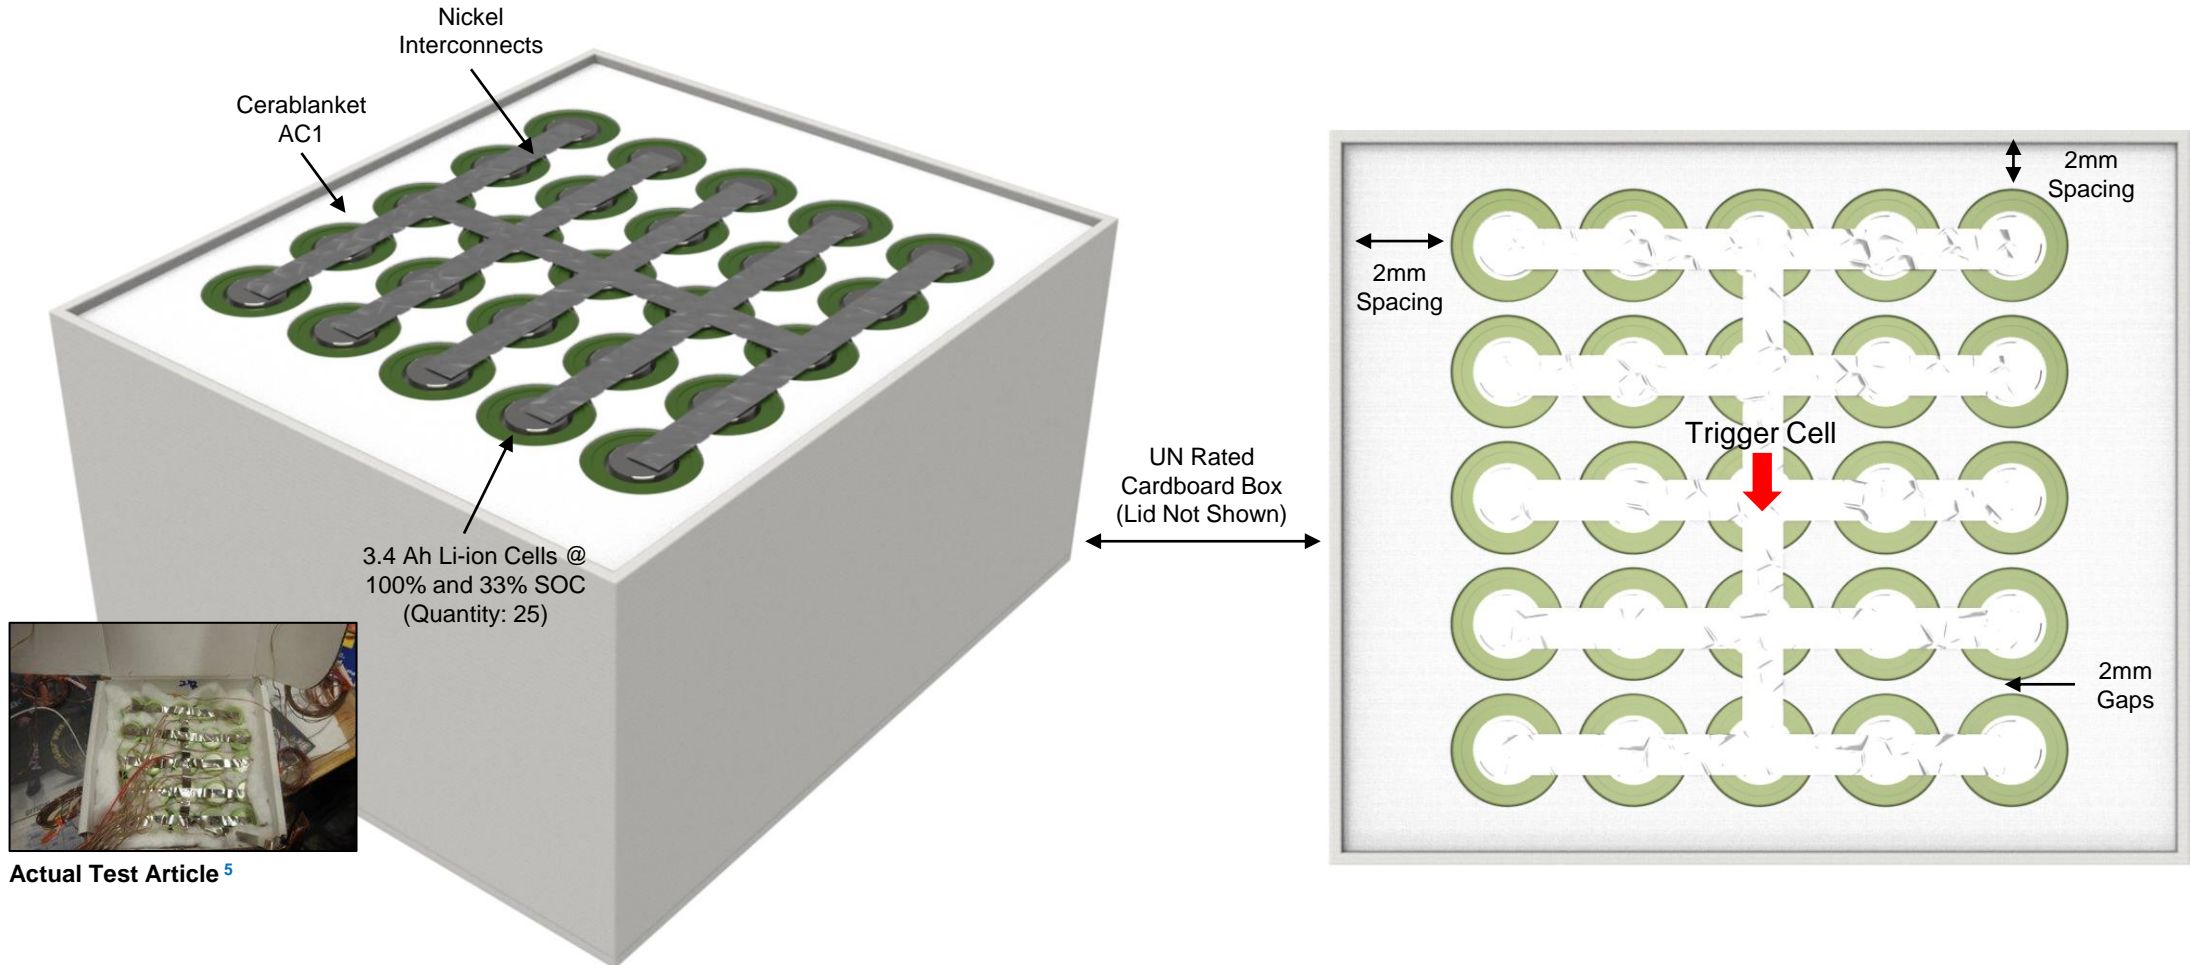 Nickel
Interconnects
Cerablanket
AC1
3.4 Ah Li-ion Cells @
100% and 33% SOC
(Quantity: 25)
Actual Test Article 5
UN Rated
Cardboard Box
(Lid Not Shown)
2mm
Spacing
2mm
Spacing
Trigger Cell
2mm
Gaps